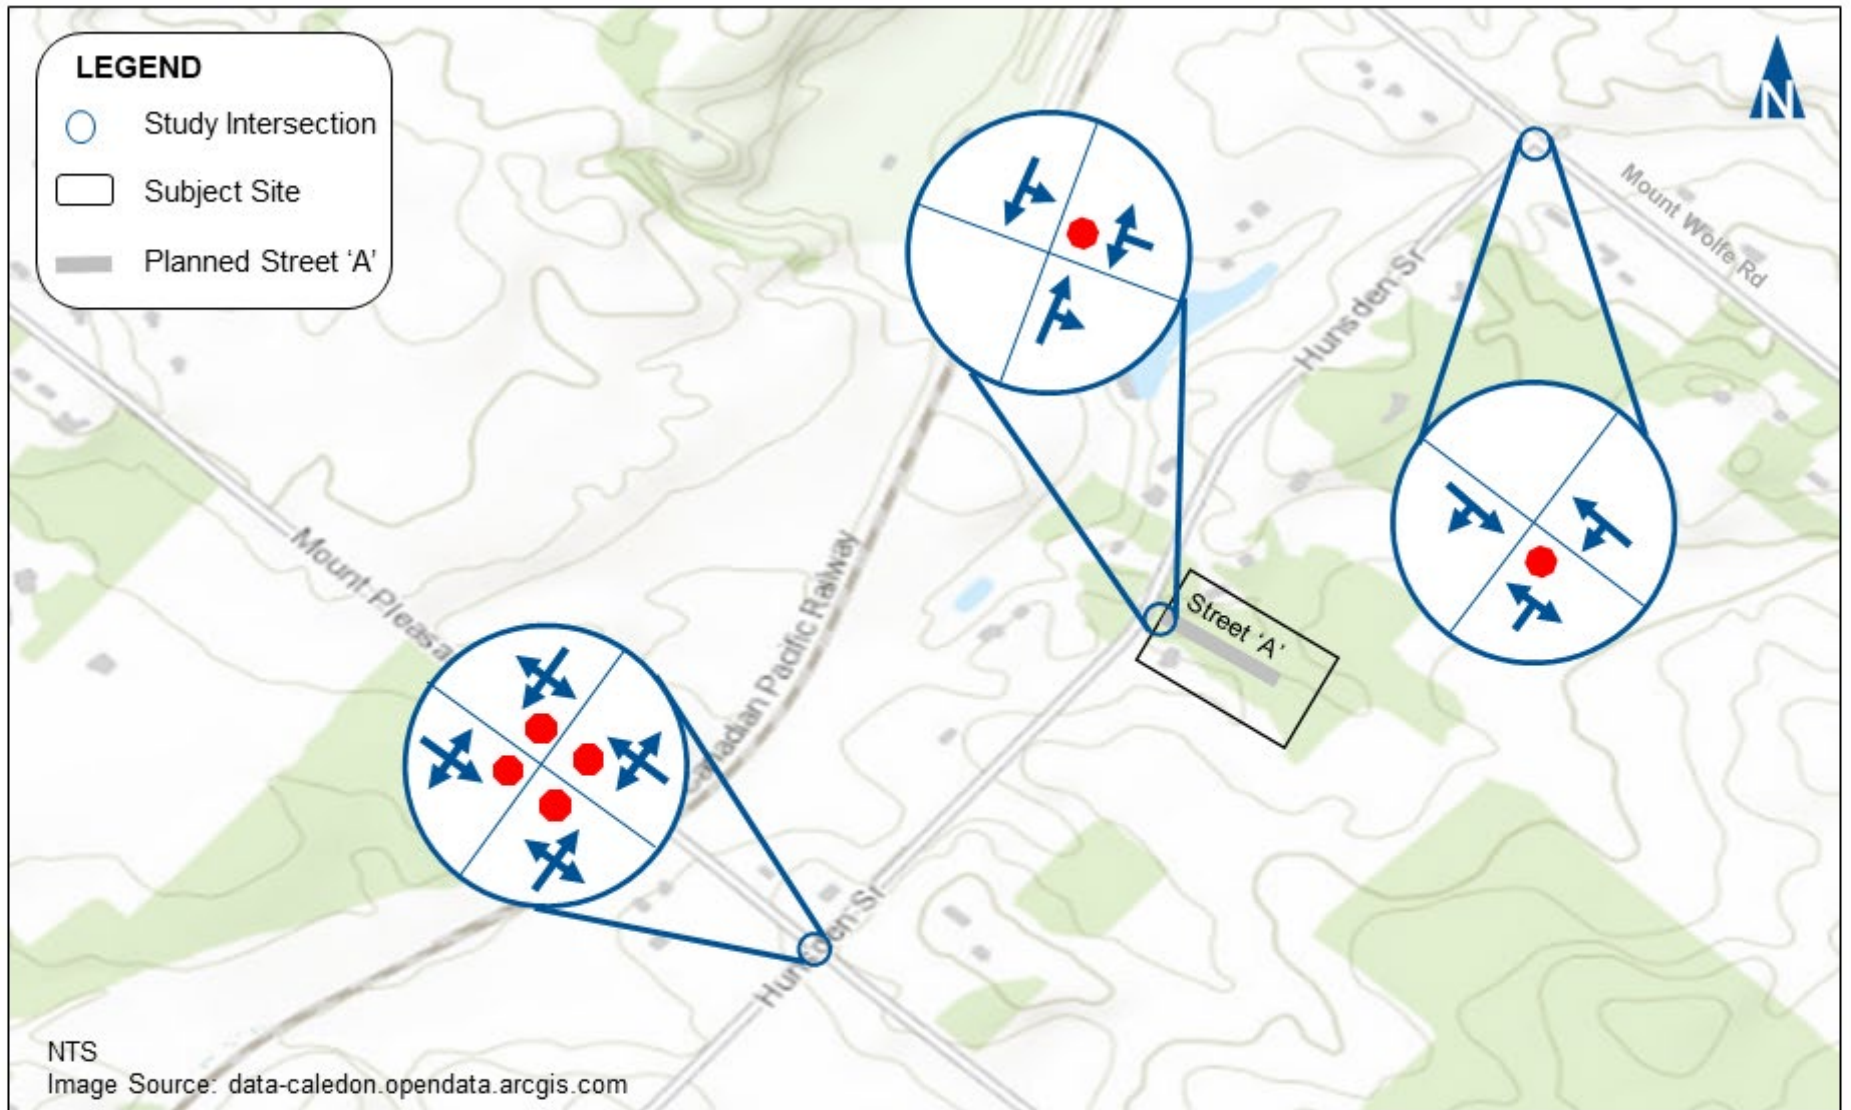 LEGEND
Study Intersection
Subject Site
Planned Street ‘A’
N
Mount Wolfe Rd
Hunsden Sr
Mount Pleasa
Canadian Pacific Railway
Street ‘A’
Hunsden Sr
NTS
Image Source: data-caledon.opendata.arcgis.com